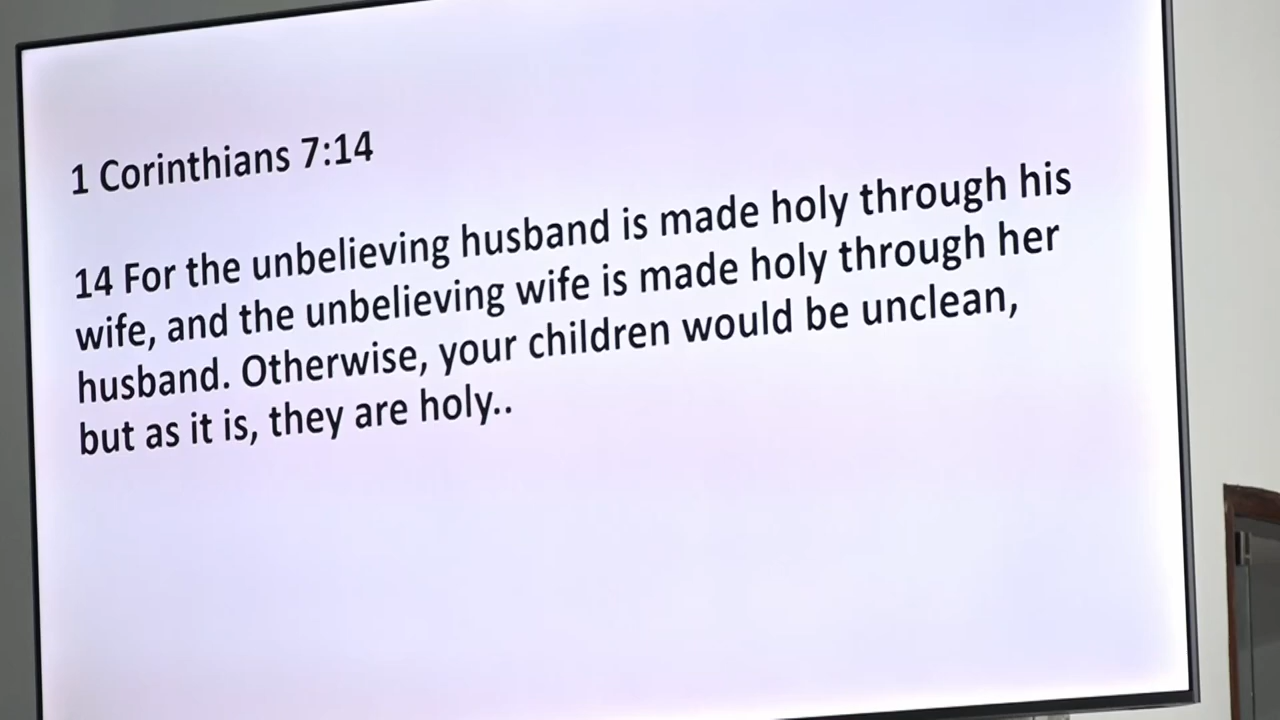 1 Corinthians 7:14
14 For the unbelieving husband is made holy through his
wife, and the unbelieving wife is made holy through her
husband. Otherwise, your children would be unclean,
but as it is, they are holy..